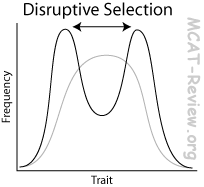 Disruptive Selection
Frequency
Trait
MCAT-Review.org